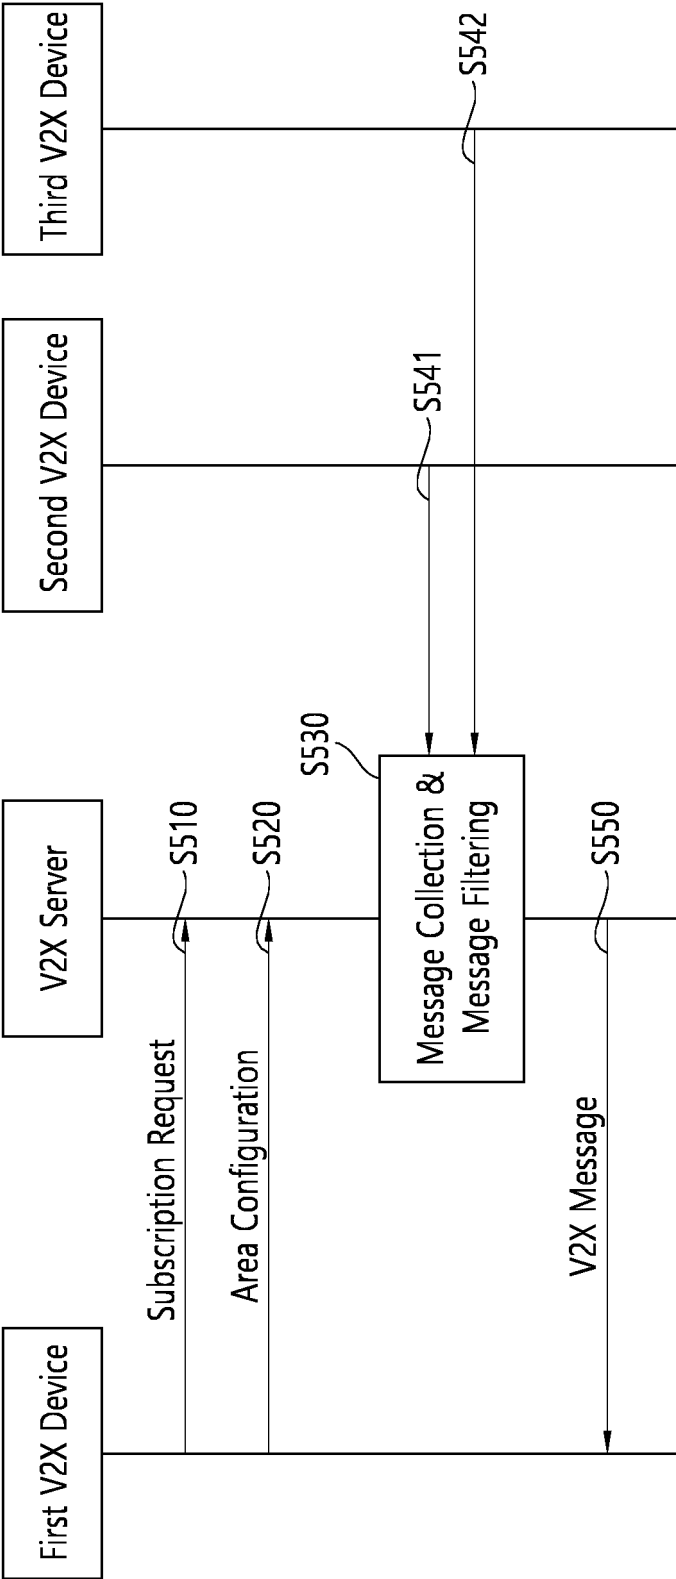 First V2X Device
V2X Server
Second V2X Device
Third V2X Device
Subscription Request
S510
Area Configuration
S520
S530
Message Collection &
Message Filtering
S541
S542
V2X Message
S550